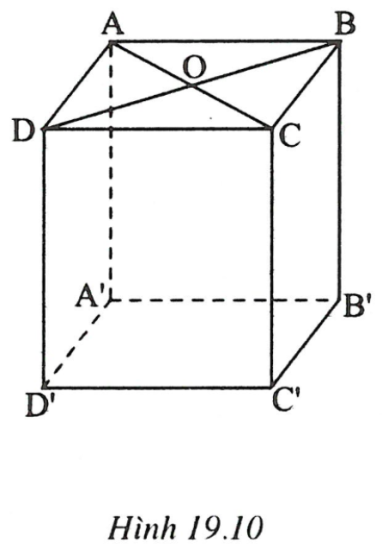 A B
O
D C
A' B'
D' C'
Hình 19.10